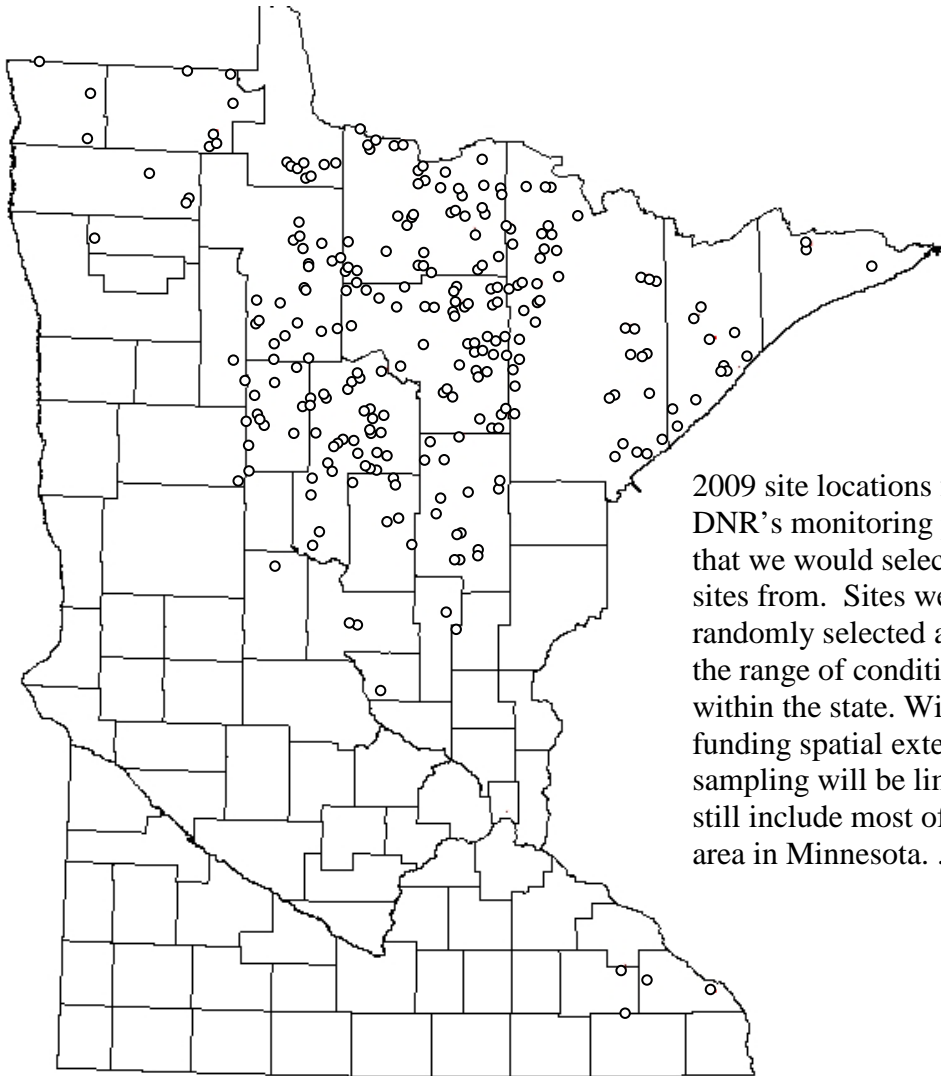 2009 site locations
DNR’s monitoring
that we would selec
sites from.  Sites we
randomly selected a
the range of conditi
within the state. Wi
funding spatial exte
sampling will be lin
still include most of
area in Minnesota. .